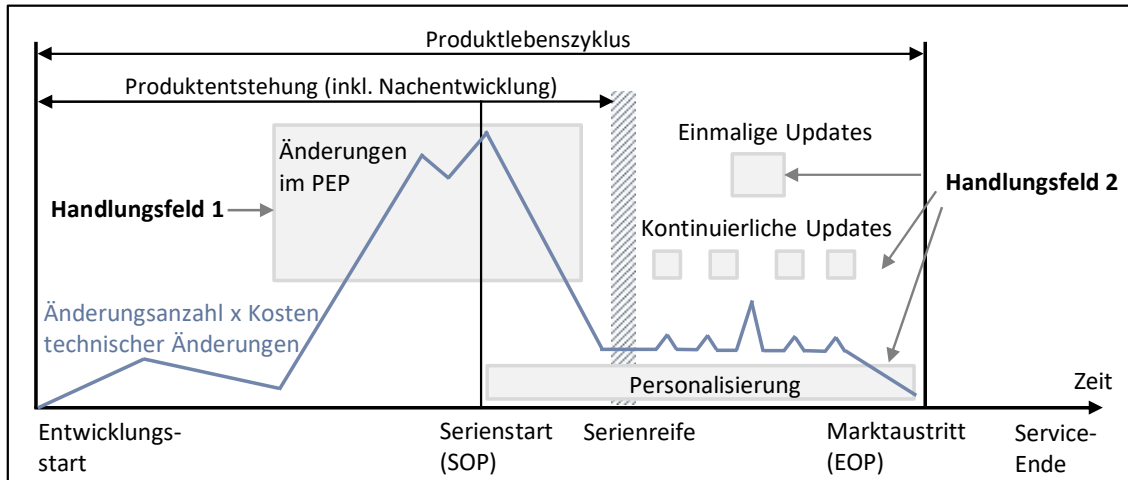 Produktlebenszyklus
Produktentstehung (inkl. Nachentwicklung)
Änderungen
im PEP
Einmalige Updates
Handlungsfeld 1
Handlungsfeld 2
Kontinuierliche Updates
Änderungsanzahl x Kosten
technischer Änderungen
Personalisierung
Zeit
Entwicklungs-
start
Serienstart
(SOP)
Serienreife
Marktaustritt
(EOP)
Service-
Ende